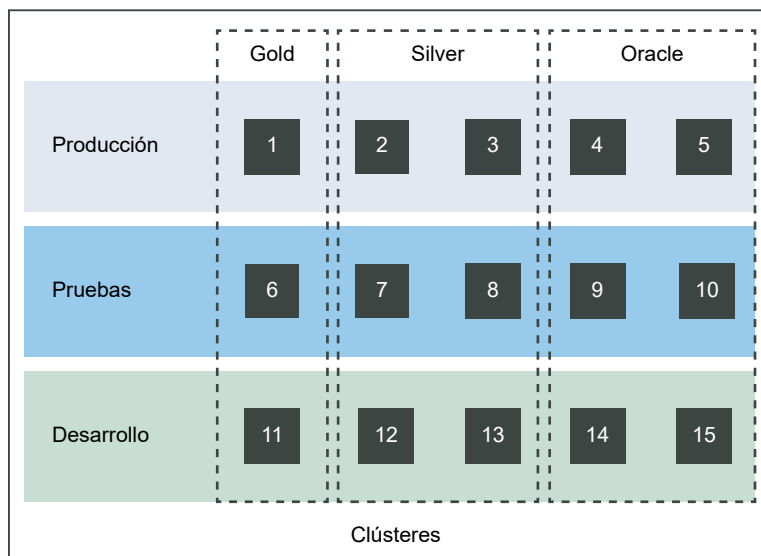 Gold Silver Oracle
Producción 1 2 3 4 5
Pruebas 6 7 8 9 10
Desarrollo 11 12 13 14 15
Clústeres